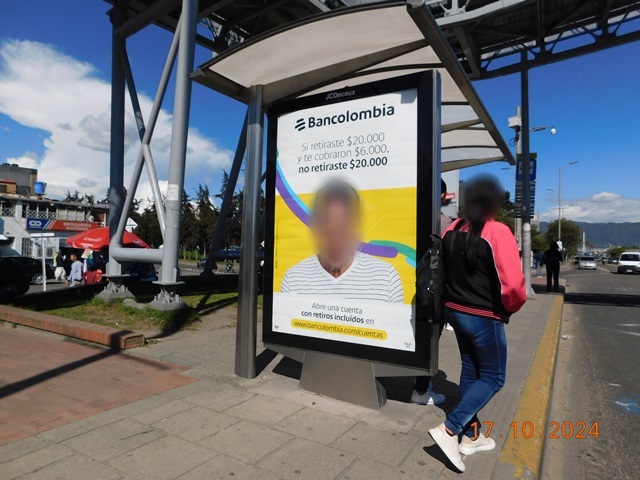 JCDecaux
Bancolombia
Si retiraste $20.000
y te cobraron $6.000,
no retiraste $20.000
Abre una cuenta
con retiros incluidos en
www.bancolombia.com/cuentas
17 10 2024